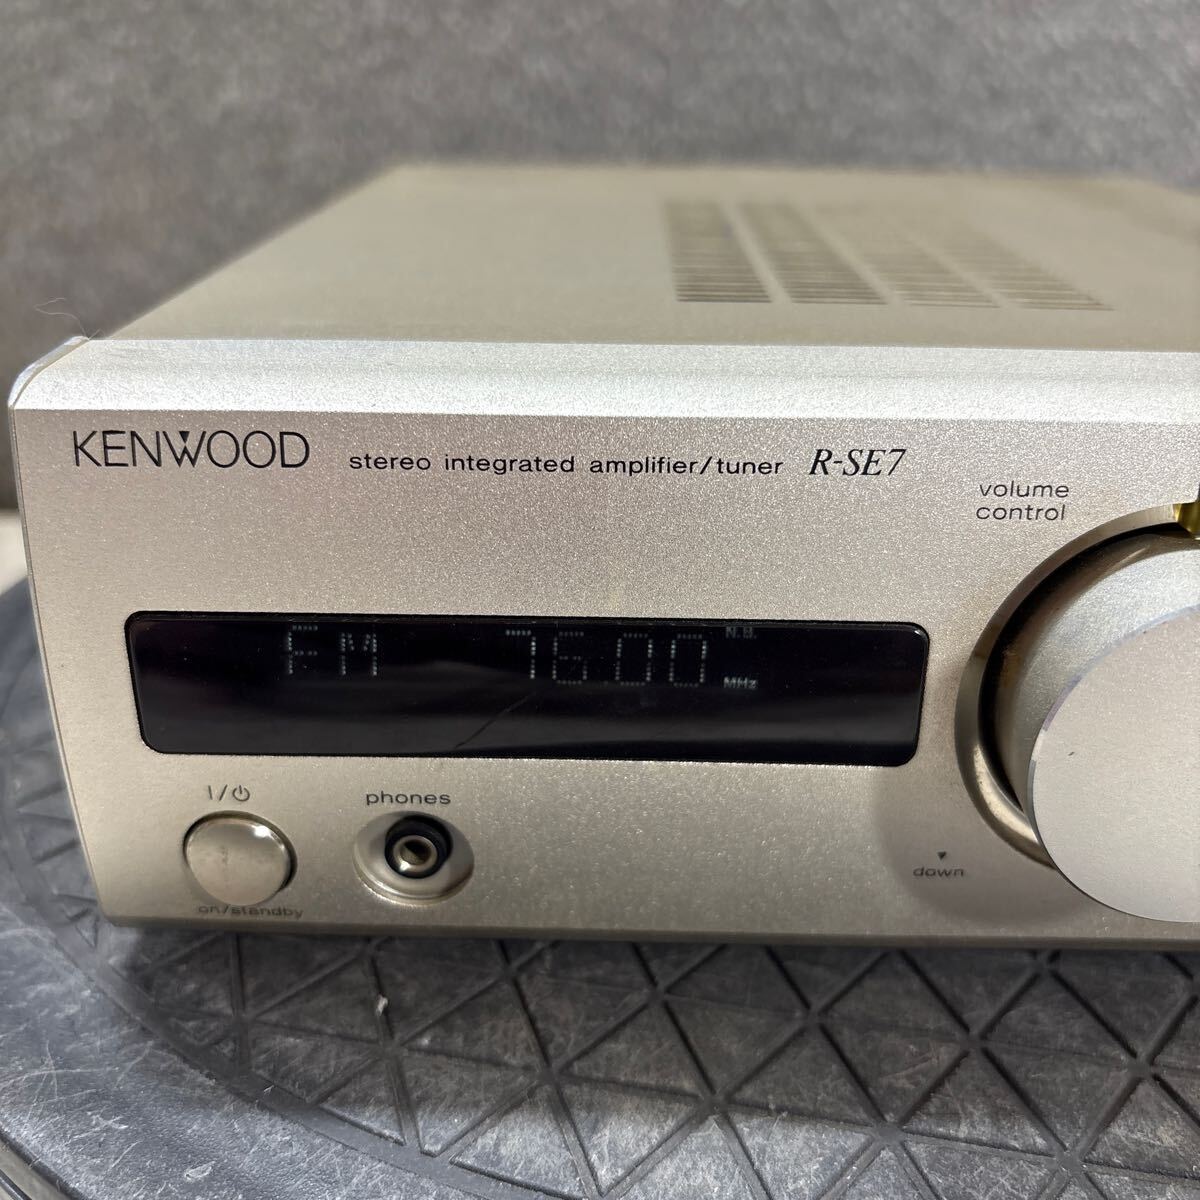 KENWOOD stereo integrated amplifier/tuner R-SE7
volume
control
FM 76.00 MHz
N.B.
I/⏻
phones
on/standby
▼
down